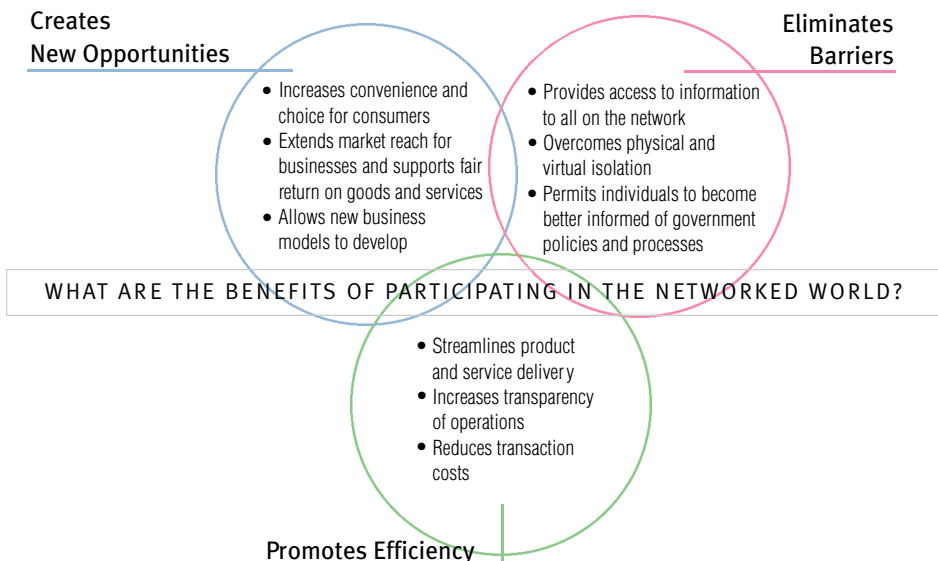 Creates
New Opportunities
• Increases convenience and
choice for consumers
• Extends market reach for
businesses and supports fair
return on goods and services
• Allows new business
models to develop
Eliminates
Barriers
• Provides access to information
to all on the network
• Overcomes physical and
virtual isolation
• Permits individuals to become
better informed of government
policies and processes
WHAT ARE THE BENEFITS OF PARTICIPATING IN THE NETWORKED WORLD?
• Streamlines product
and service delivery
• Increases transparency
of operations
• Reduces transaction
costs
Promotes Efficiency